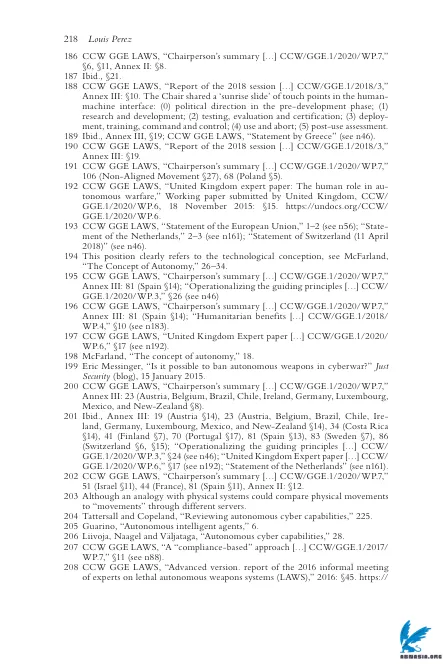 218 Louis Perez
186 CCW GGE LAWS, “Chairperson’s summary […] CCW/GGE.1/2020/WP.7,”
§6, §11, Annex II: §8.
187 Ibid., §21.
188 CCW GGE LAWS, “Report of the 2018 session […] CCW/GGE.1/2018/3,”
Annex III: §10. The Chair shared a ‘sunrise slide’ of touch points in the human-
machine interface: (0) political direction in the pre-development phase; (1)
research and development; (2) testing, evaluation and certification; (3) deploy-
ment, training, command and control; (4) use and abort; (5) post-use assessment.
189 Ibid., Annex III, §19; CCW GGE LAWS, “Statement by Greece” (see n46).
190 CCW GGE LAWS, “Report of the 2018 session […] CCW/GGE.1/2018/3,”
Annex III: §19.
191 CCW GGE LAWS, “Chairperson’s summary […] CCW/GGE.1/2020/WP.7,”
106 (Non-Aligned Movement §27), 68 (Poland §5).
192 CCW GGE LAWS, “United Kingdom expert paper: The human role in au-
tonomous warfare,” Working paper submitted by United Kingdom, CCW/
GGE.1/2020/WP.6, 18 November 2015: §15. https://undocs.org/CCW/
GGE.1/2020/WP.6.
193 CCW GGE LAWS, “Statement of the European Union,” 1–2 (see n56); “State-
ment of the Netherlands,” 2–3 (see n161); “Statement of Switzerland (11 April
2018)” (see n46).
194 This position clearly refers to the technological conception, see McFarland,
“The Concept of Autonomy,” 26–34.
195 CCW GGE LAWS, “Chairperson’s summary […] CCW/GGE.1/2020/WP.7,”
Annex III: 81 (Spain §14); “Operationalizing the guiding principles […] CCW/
GGE.1/2020/WP.3,” §26 (see n46)
196 CCW GGE LAWS, “Chairperson’s summary […] CCW/GGE.1/2020/WP.7,”
Annex III: 81 (Spain §14); “Humanitarian benefits […] CCW/GGE.1/2018/
WP.4,” §10 (see n183).
197 CCW GGE LAWS, “United Kingdom Expert paper […] CCW/GGE.1/2020/
WP.6,” §17 (see n192).
198 McFarland, “The concept of autonomy,” 18.
199 Eric Messinger, “Is it possible to ban autonomous weapons in cyberwar?” Just
Security (blog), 15 January 2015.
200 CCW GGE LAWS, “Chairperson’s summary […] CCW/GGE.1/2020/WP.7,”
Annex III: 23 (Austria, Belgium, Brazil, Chile, Ireland, Germany, Luxembourg,
Mexico, and New-Zealand §8).
201 Ibid., Annex III: 19 (Austria §14), 23 (Austria, Belgium, Brazil, Chile, Ire-
land, Germany, Luxembourg, Mexico, and New-Zealand §14), 34 (Costa Rica
§14), 41 (Finland §7), 70 (Portugal §17), 81 (Spain §13), 83 (Sweden §7), 86
(Switzerland §6, §15); “Operationalizing the guiding principles […] CCW/
GGE.1/2020/WP.3,” §24 (see n46); “United Kingdom Expert paper […] CCW/
GGE.1/2020/WP.6,” §17 (see n192); “Statement of the Netherlands” (see n161).
202 CCW GGE LAWS, “Chairperson’s summary […] CCW/GGE.1/2020/WP.7,”
51 (Israel §11), 44 (France), 81 (Spain §11), Annex II: §12.
203 Although an analogy with physical systems could compare physical movements
to “movements” through different servers.
204 Tattersall and Copeland, “Reviewing autonomous cyber capabilities,” 225.
205 Guarino, “Autonomous intelligent agents,” 6.
206 Liivoja, Naagel and Väljataga, “Autonomous cyber capabilities,” 28.
207 CCW GGE LAWS, “A “compliance-based” approach […] CCW/GGE.1/2017/
WP.7,” §11 (see n88).
208 CCW GGE LAWS, “Advanced version. report of the 2016 informal meeting
of experts on lethal autonomous weapons systems (LAWS),” 2016: §45. https://